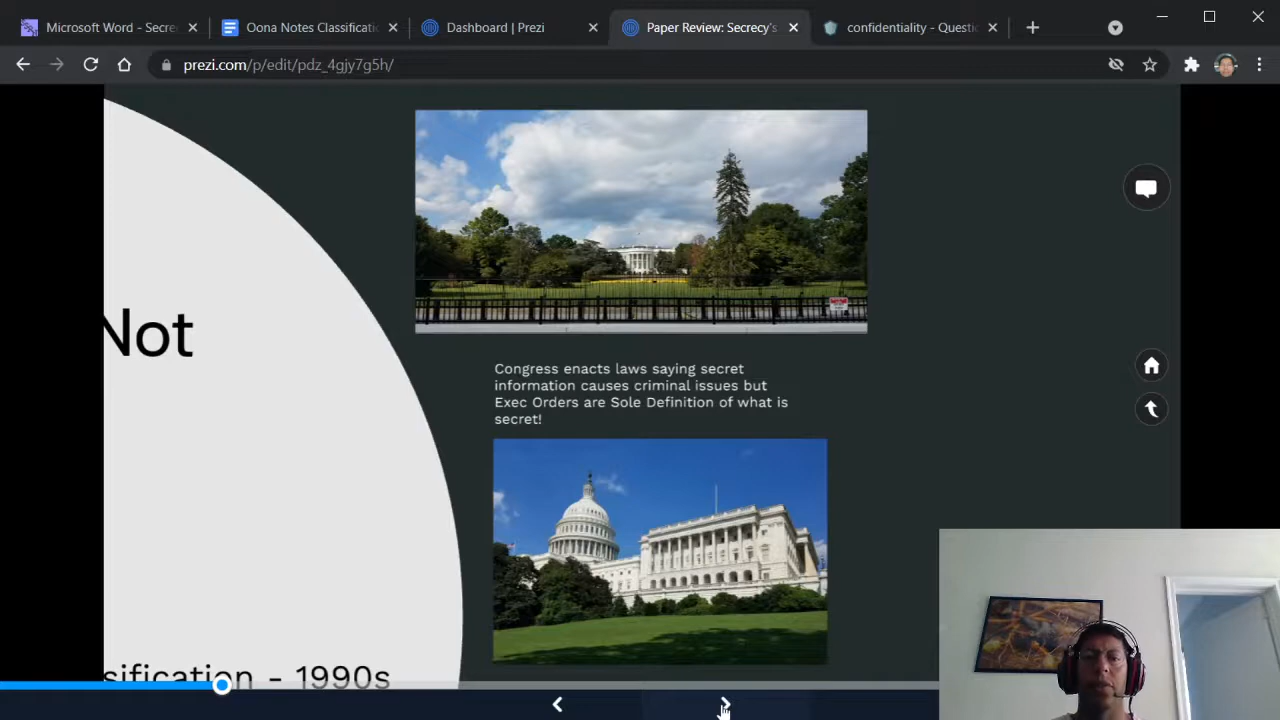 Microsoft Word - Secre
Oona Notes Classificati
Dashboard | Prezi
Paper Review: Secrecy's
confidentiality - Questi
prezi.com/p/edit/pdz_4gjy7g5h/
Not
Congress enacts laws saying secret
information causes criminal issues but
Exec Orders are Sole Definition of what is
secret!
sification - 1990s